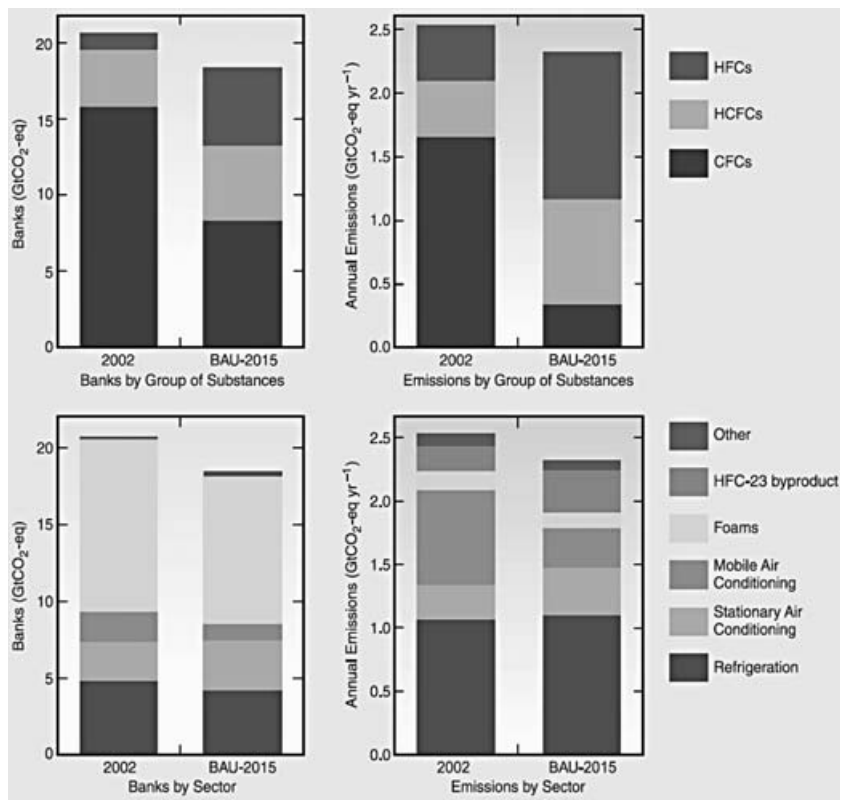 Banks (GtCO₂-eq)
20
15
10
5
0
2002
BAU-2015
Banks by Group of Substances
Annual Emissions (GtCO₂-eq yr⁻¹)
2.5
2.0
1.5
1.0
0.5
0.0
2002
BAU-2015
Emissions by Group of Substances
HFCs
HCFCs
CFCs
Banks (GtCO₂-eq)
20
15
10
5
0
2002
BAU-2015
Banks by Sector
Annual Emissions (GtCO₂-eq yr⁻¹)
2.5
2.0
1.5
1.0
0.5
0.0
2002
BAU-2015
Emissions by Sector
Other
HFC-23 byproduct
Foams
Mobile Air
Conditioning
Stationary Air
Conditioning
Refrigeration